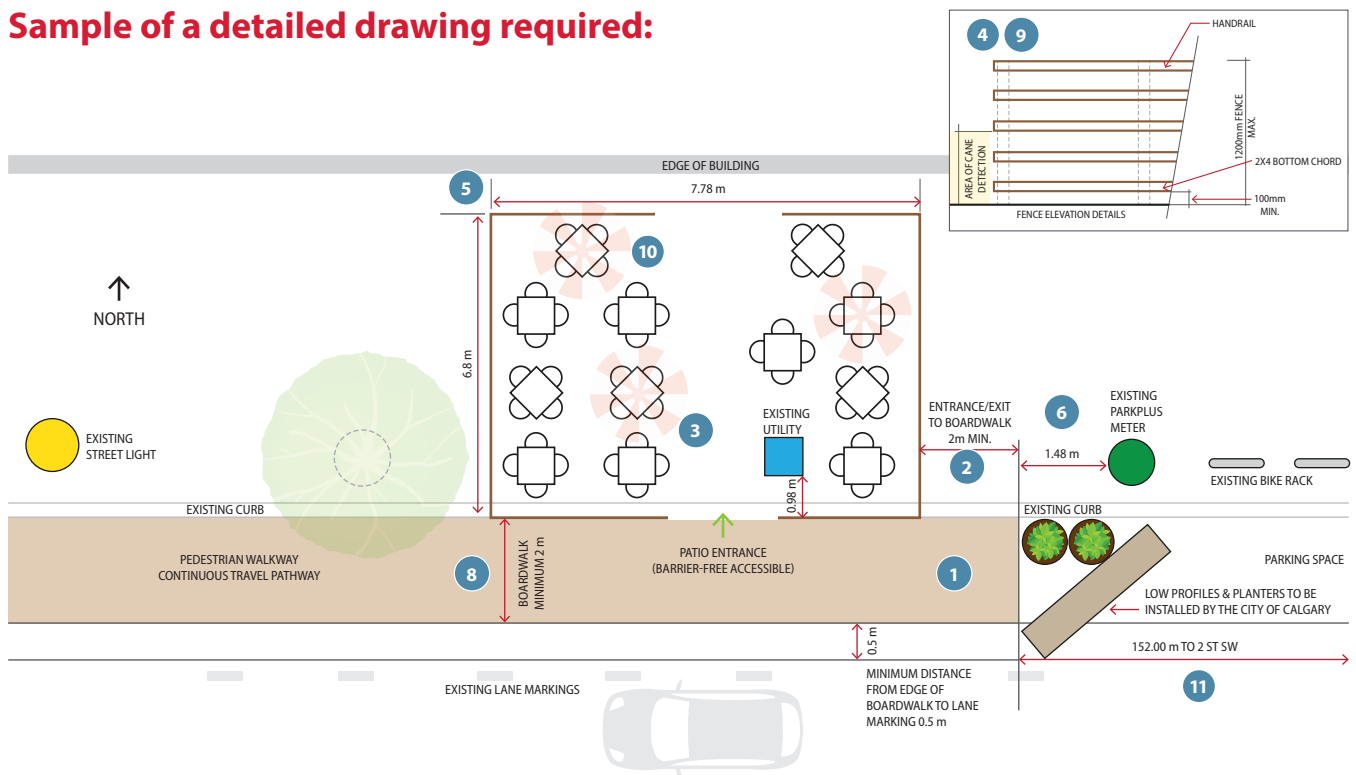 Sample of a detailed drawing required:
4
9
HANDRAIL
1200mm FENCE
MAX.
AREA OF CANE
DETECTION
2X4 BOTTOM CHORD
100mm
MIN.
FENCE ELEVATION DETAILS
EDGE OF BUILDING
5
7.78 m
10
NORTH
6.8 m
EXISTING
STREET LIGHT
3
EXISTING
UTILITY
0.98 m
ENTRANCE/EXIT
TO BOARDWALK
2m MIN.
2
6
EXISTING
PARKPLUS
METER
1.48 m
EXISTING BIKE RACK
EXISTING CURB
EXISTING CURB
PEDESTRIAN WALKWAY
CONTINUOUS TRAVEL PATHWAY
8
BOARDWALK
MINIMUM 2 m
PATIO ENTRANCE
(BARRIER-FREE ACCESSIBLE)
1
PARKING SPACE
LOW PROFILES & PLANTERS TO BE
INSTALLED BY THE CITY OF CALGARY
0.5 m
152.00 m TO 2 ST SW
11
EXISTING LANE MARKINGS
MINIMUM DISTANCE
FROM EDGE OF
BOARDWALK TO LANE
MARKING 0.5 m